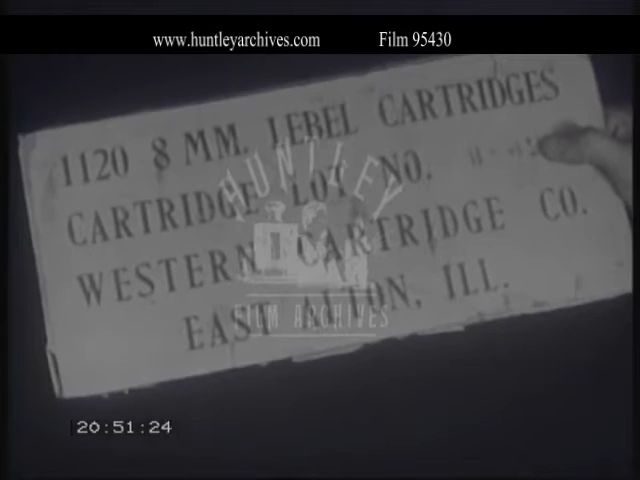 www.huntleyarchives.com Film 95430
1120 8 MM. LEBEL CARTRIDGES
CARTRIDGE LOT NO.
WESTERN CARTRIDGE CO.
EAST ALTON, ILL.
HUNTLEY
FILM ARCHIVES
20:51:24